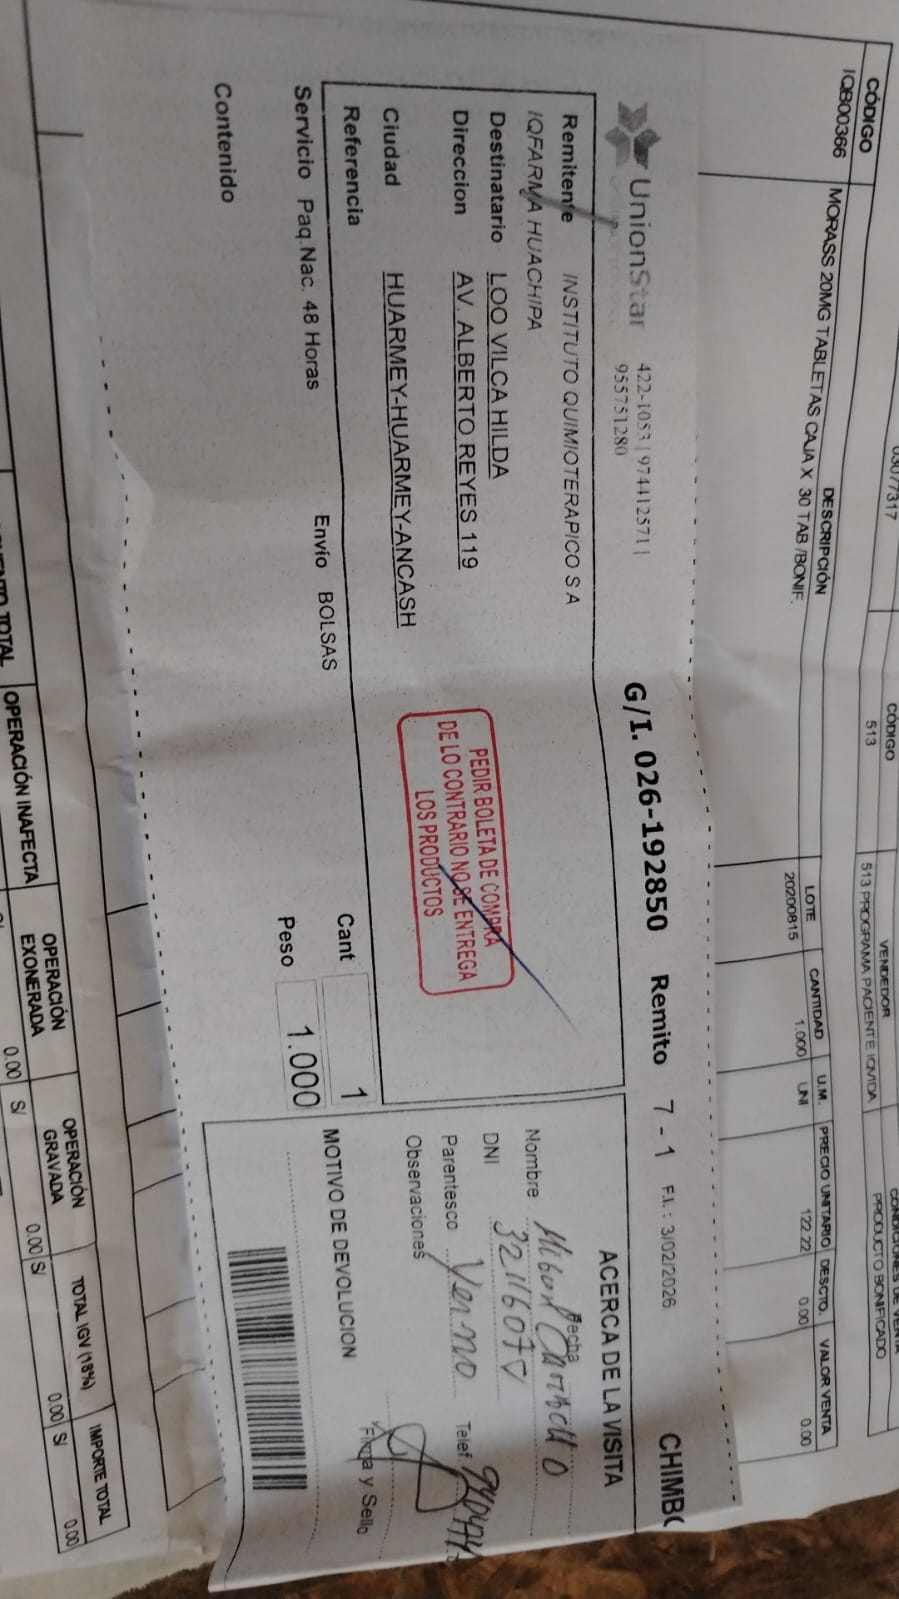 03077317
CÓDIGO
513
VENDEDOR
513 PROGRAMA PACIENTE IQVIDA
CONDICIONES DE VENTA
PRODUCTO BONIFICADO
CÓDIGO DESCRIPCIÓN LOTE CANTIDAD U.M. PRECIO UNITARIO DESCTO. VALOR VENTA
IQB00366 MORASS 20MG TABLETAS CAJA X 30 TAB /BONIF. 20200815 1.000 UNI 122.22 0.00 0.00
UnionStar 422-1053 | 974412571 |
955751280
G/I. 026-192850 Remito 7 - 1 F.I. : 3/02/2026 CHIMBO
Remitente INSTITUTO QUIMIOTERAPICO S A
IQFARMA HUACHIPA
Destinatario LOO VILCA HILDA
Direccion AV. ALBERTO REYES 119
Ciudad HUARMEY-HUARMEY-ANCASH
Referencia
PEDIR BOLETA DE COMPRA
DE LO CONTRARIO NO SE ENTREGA
LOS PRODUCTOS
Servicio Paq.Nac. 48 Horas Envío BOLSAS
Cant 1
Peso 1.000
Contenido
ACERCA DE LA VISITA
Fecha
Nombre
DNI
Parentesco Yerno Telef.
Observaciones
Firma y Sello
MOTIVO DE DEVOLUCION
TOTAL
OPERACIÓN INAFECTA
OPERACIÓN EXONERADA
OPERACIÓN GRAVADA
TOTAL IGV (18%)
IMPORTE TOTAL
0.00 S/ 0.00 S/ 0.00 S/ 0.00